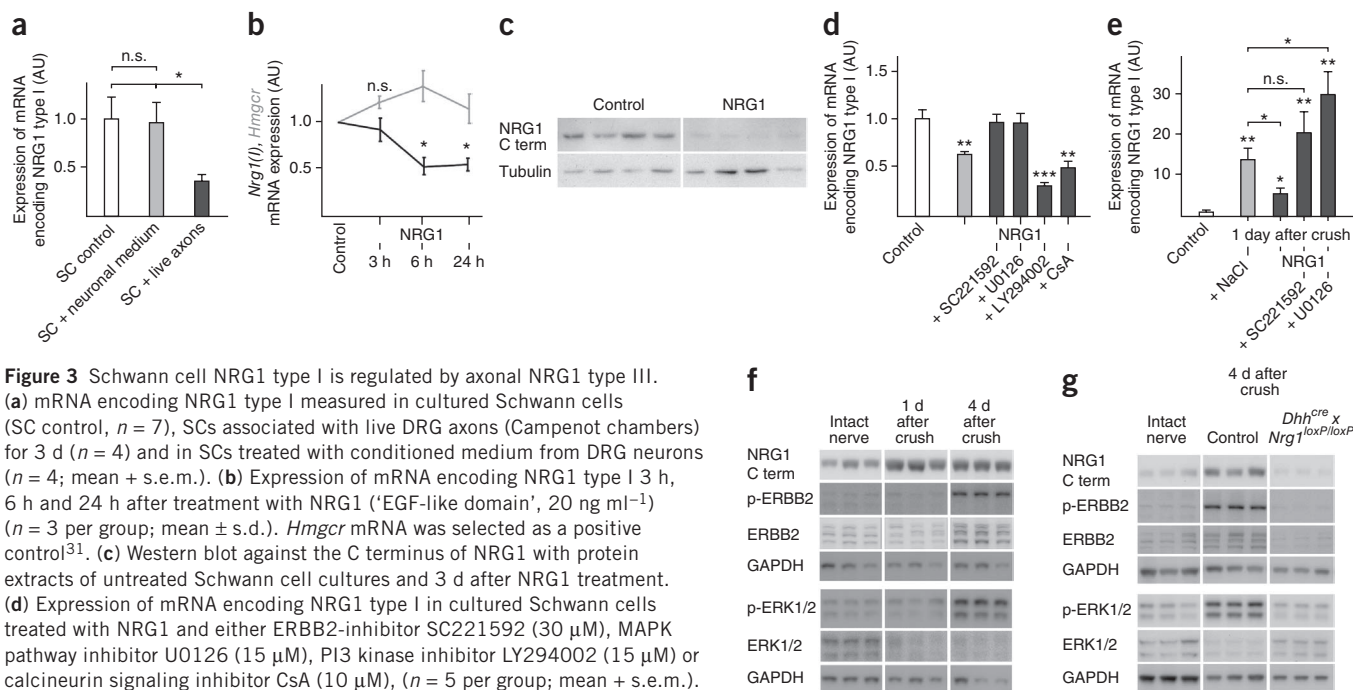 a
Expression of mRNA
encoding NRG1 type I (AU)
n.s.
*
1.0
0.5
SC control
SC + neuronal medium
SC + live axons
b
Nrg1(I), Hmgcr
mRNA expression (AU)
1.5
1.0
0.5
n.s.
*
*
Control
NRG1
3 h
6 h
24 h
c
Control
NRG1
NRG1
C term
Tubulin
d
Expression of mRNA
encoding NRG1 type I (AU)
1.5
1.0
0.5
**
***
**
Control
NRG1
+ SC221592
+ U0126
+ LY294002
+ CsA
e
Expression of mRNA
encoding NRG1 type I (AU)
30
20
10
*
n.s.
*
**
*
**
**
Control
1 day after crush
+ NaCl
NRG1
+ SC221592
+ U0126
Figure 3 Schwann cell NRG1 type I is regulated by axonal NRG1 type III.
(a) mRNA encoding NRG1 type I measured in cultured Schwann cells
(SC control, n = 7), SCs associated with live DRG axons (Campenot chambers)
for 3 d (n = 4) and in SCs treated with conditioned medium from DRG neurons
(n = 4; mean + s.e.m.). (b) Expression of mRNA encoding NRG1 type I 3 h,
6 h and 24 h after treatment with NRG1 (‘EGF-like domain’, 20 ng ml⁻¹)
(n = 3 per group; mean ± s.d.). Hmgcr mRNA was selected as a positive
control³¹. (c) Western blot against the C terminus of NRG1 with protein
extracts of untreated Schwann cell cultures and 3 d after NRG1 treatment.
(d) Expression of mRNA encoding NRG1 type I in cultured Schwann cells
treated with NRG1 and either ERBB2-inhibitor SC221592 (30 μM), MAPK
pathway inhibitor U0126 (15 μM), PI3 kinase inhibitor LY294002 (15 μM) or
calcineurin signaling inhibitor CsA (10 μM), (n = 5 per group; mean + s.e.m.).
f
Intact
nerve
1 d
after
crush
4 d
after
crush
NRG1
C term
p-ERBB2
ERBB2
GAPDH
p-ERK1/2
ERK1/2
GAPDH
g
4 d after
crush
Intact
nerve
Control
Dhh^cre x
Nrg1^loxP/loxP
NRG1
C term
p-ERBB2
ERBB2
GAPDH
p-ERK1/2
ERK1/2
GAPDH